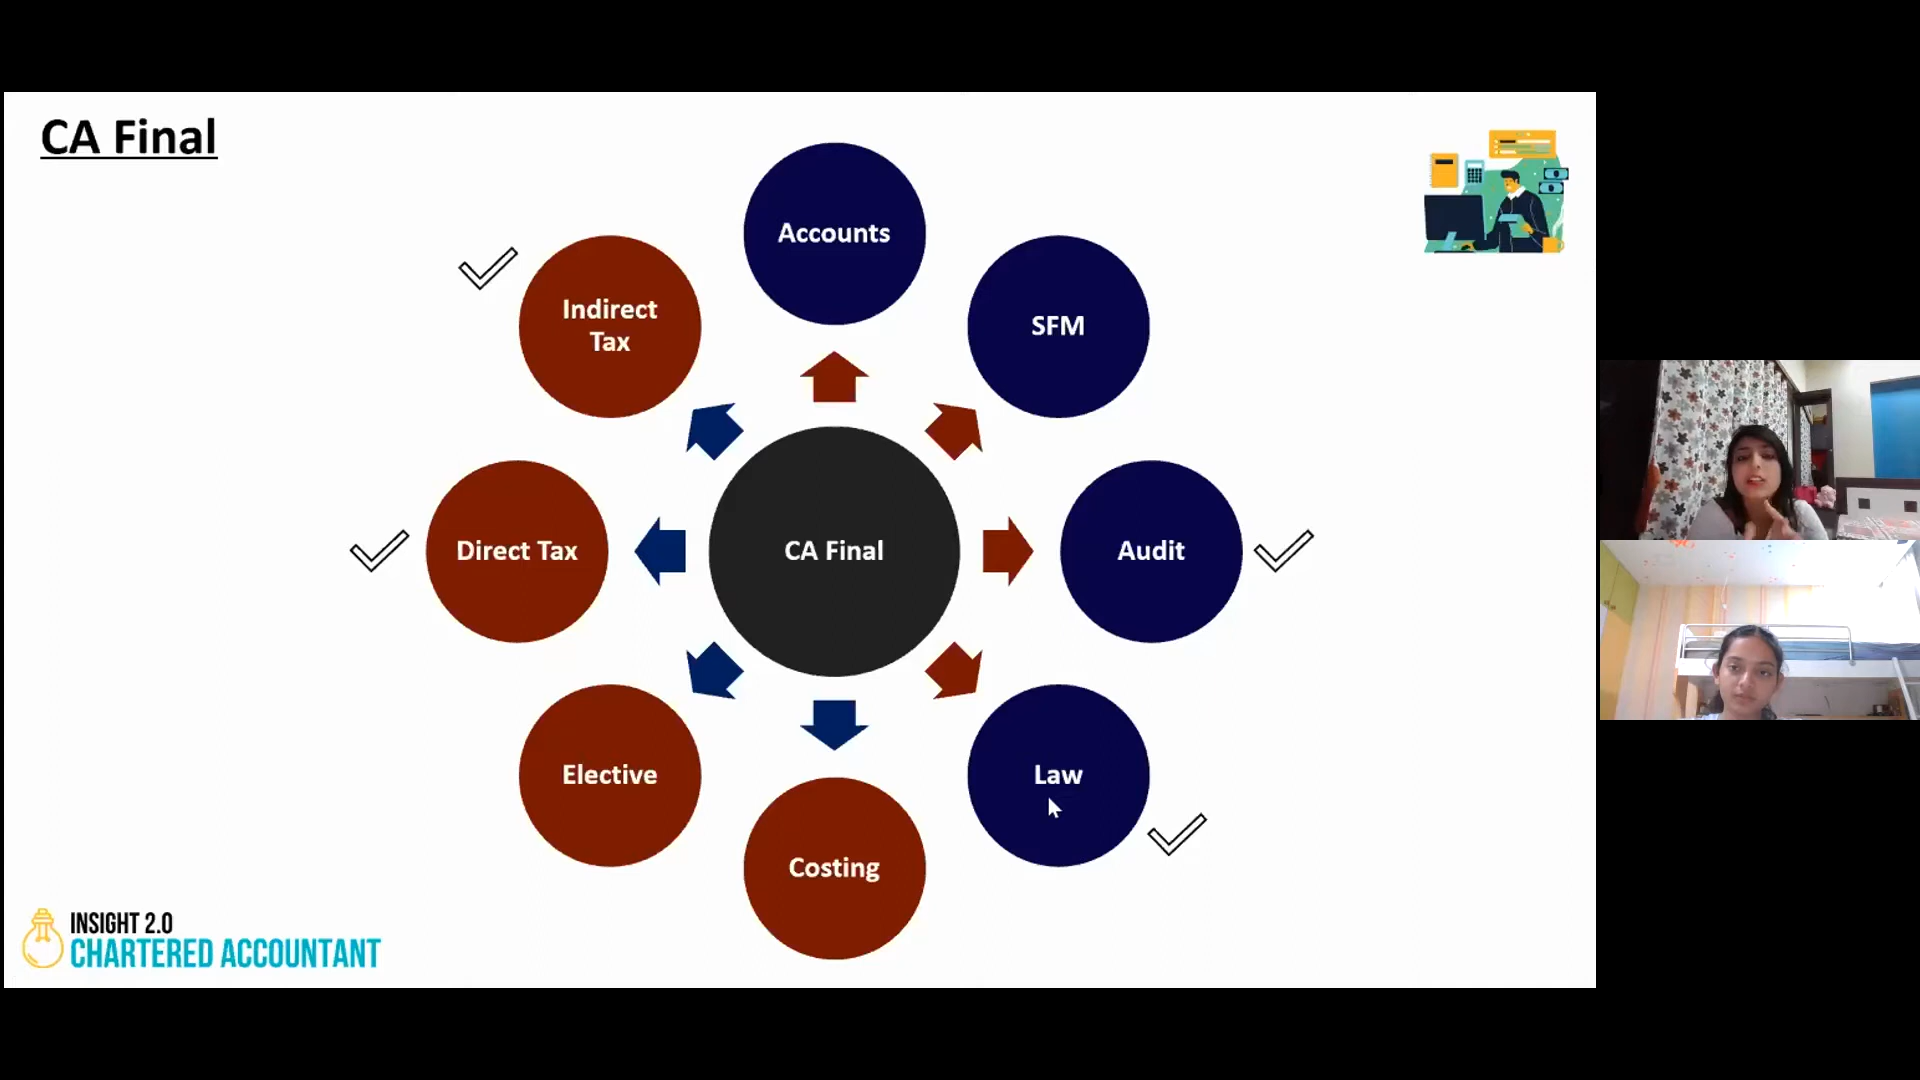 CA Final
Accounts
SFM
Audit
Law
Costing
Elective
Direct Tax
Indirect
Tax
CA Final
INSIGHT 2.0
CHARTERED ACCOUNTANT